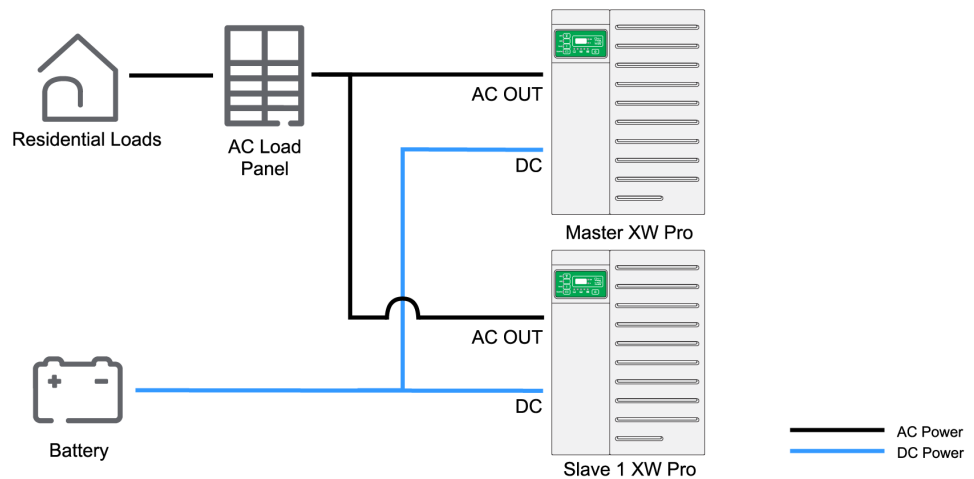 AC OUT
Residential Loads
AC Load
Panel
DC
Master XW Pro
AC OUT
DC
Battery
Slave 1 XW Pro
AC Power
DC Power